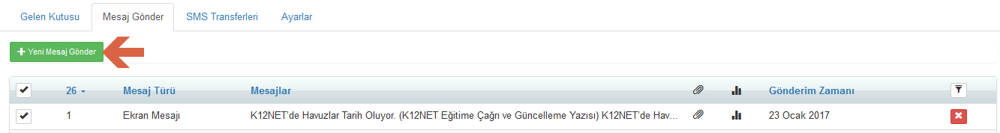 Gelen Kutusu Mesaj Gönder SMS Transferleri Ayarlar
Yeni Mesaj Gönder
26 Mesaj Türü Mesajlar Gönderim Zamanı
1 Ekran Mesajı K12NET'de Havuzlar Tarih Oluyor. (K12NET Eğitime Çağrı ve Güncelleme Yazısı) K12NET'de Hav... 23 Ocak 2017